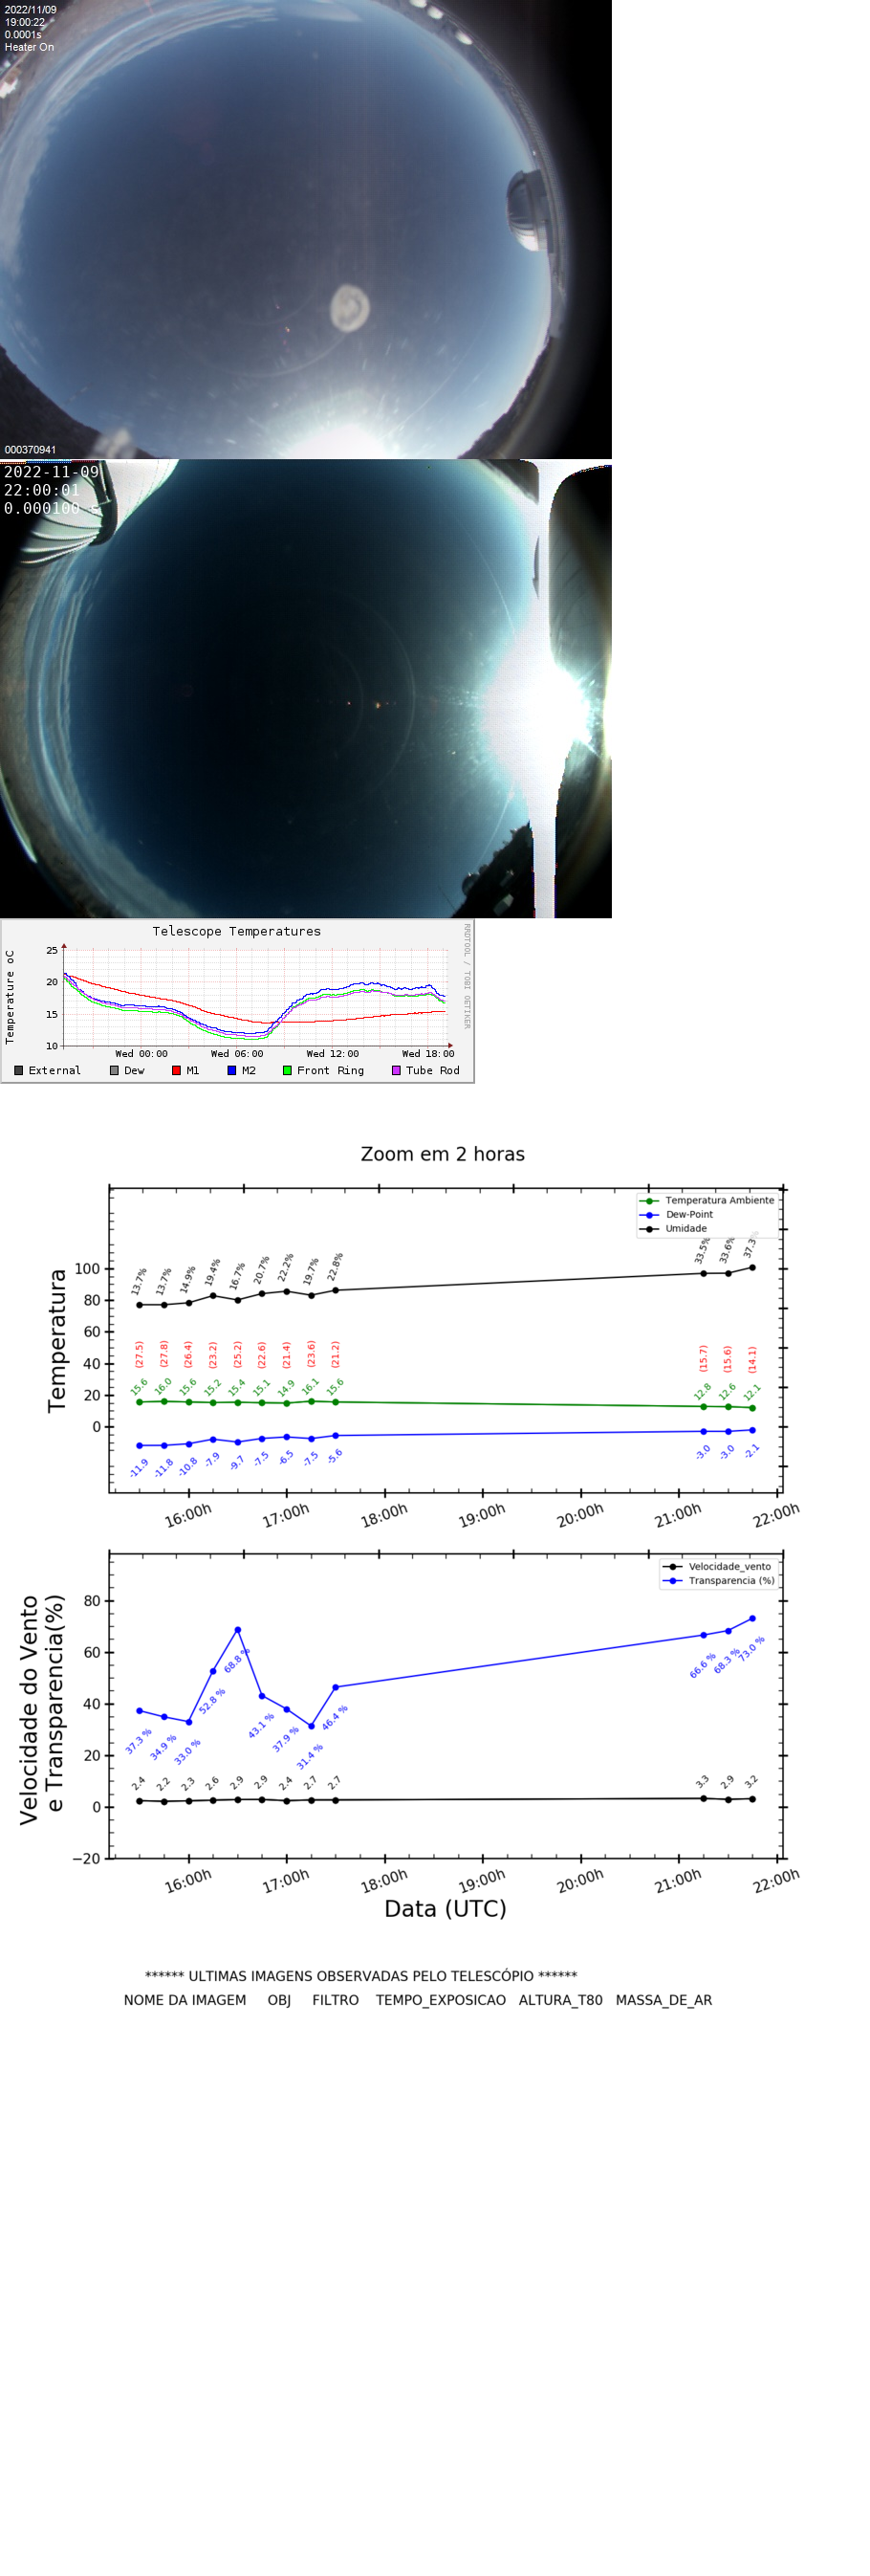 2022/11/09
19:00:22
0.0001s
Heater On
000370941
2022-11-09
22:00:01
0.000100 s
Telescope Temperatures
RRDTOOL / TOBI OETIKER
Temperature oC
25
20
15
10
Wed 00:00 Wed 06:00 Wed 12:00 Wed 18:00
External Dew M1 M2 Front Ring Tube Rod
Zoom em 2 horas
Temperatura
Temperatura Ambiente
Dew-Point
Umidade
100
80
60
40
20
0
13.7% 13.7% 14.9% 19.4% 16.7% 20.7% 22.2% 19.7% 22.8% 33.5% 33.6% 37.3
(27.5) (27.8) (26.4) (23.2) (25.2) (22.6) (21.4) (23.6) (21.2) (15.7) (15.6) (14.1)
15.6 16.0 15.6 15.2 15.4 15.1 14.9 16.1 15.6 12.8 12.6 12.1
-11.9 -11.8 -10.8 -7.9 -9.7 -7.5 -6.5 -7.5 -5.6 -3.0 -3.0 -2.1
16:00h 17:00h 18:00h 19:00h 20:00h 21:00h 22:00h
Velocidade do Vento
e Transparencia(%)
Velocidade_vento
Transparencia (%)
80
60
40
20
0
−20
37.3 % 34.9 % 33.0 % 52.8 % 68.8 % 43.1 % 37.9 % 31.4 % 46.4 % 66.6 % 68.3 % 73.0 %
2.4 2.2 2.3 2.6 2.9 2.9 2.4 2.7 2.7 3.3 2.9 3.2
16:00h 17:00h 18:00h 19:00h 20:00h 21:00h 22:00h
Data (UTC)
****** ULTIMAS IMAGENS OBSERVADAS PELO TELESCÓPIO ******
NOME DA IMAGEM OBJ FILTRO TEMPO_EXPOSICAO ALTURA_T80 MASSA_DE_AR